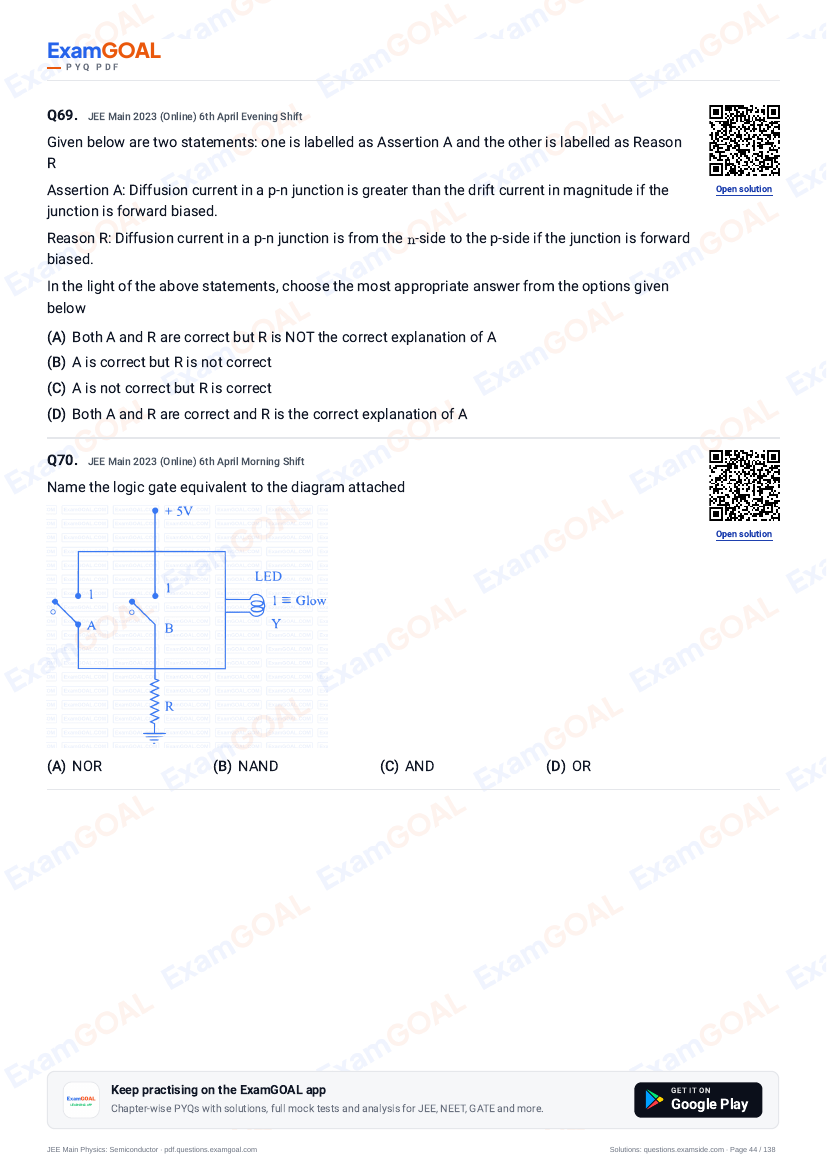 ExamGOAL
PYQ PDF
Q69. JEE Main 2023 (Online) 6th April Evening Shift
Given below are two statements: one is labelled as Assertion A and the other is labelled as Reason
R
Assertion A: Diffusion current in a p-n junction is greater than the drift current in magnitude if the
junction is forward biased.
Reason R: Diffusion current in a p-n junction is from the n-side to the p-side if the junction is forward
biased.
In the light of the above statements, choose the most appropriate answer from the options given
below
(A) Both A and R are correct but R is NOT the correct explanation of A
(B) A is correct but R is not correct
(C) A is not correct but R is correct
(D) Both A and R are correct and R is the correct explanation of A
Open solution
Q70. JEE Main 2023 (Online) 6th April Morning Shift
Name the logic gate equivalent to the diagram attached
Open solution
+ 5V
LED
1 1 1 ≡ Glow
A B Y
R
(A) NOR (B) NAND (C) AND (D) OR
Keep practising on the ExamGOAL app
Chapter-wise PYQs with solutions, full mock tests and analysis for JEE, NEET, GATE and more.
GET IT ON
Google Play
JEE Main Physics: Semiconductor · pdf.questions.examgoal.com Solutions: questions.examside.com · Page 44 / 138